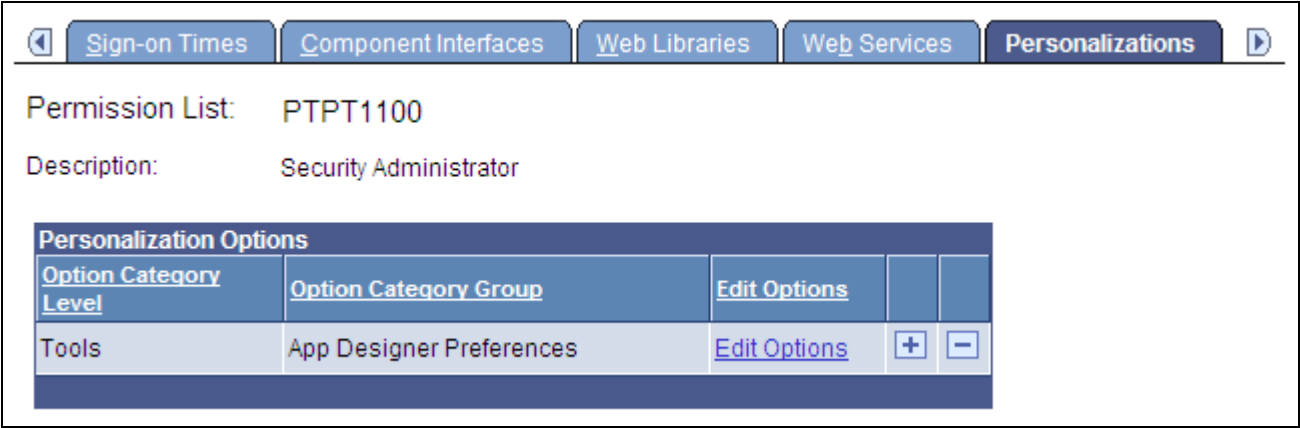 Sign-on Times Component Interfaces Web Libraries Web Services Personalizations
Permission List: PTPT1100
Description: Security Administrator
Personalization Options
Option Category Level Option Category Group Edit Options
Tools App Designer Preferences Edit Options + −